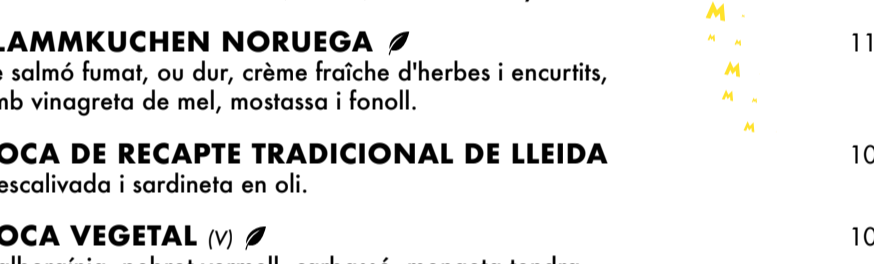 LAMMKUCHEN NORUEGA 11
salmó fumat, ou dur, crème fraîche d'herbes i encurtits,
mb vinagreta de mel, mostassa i fonoll.
OCA DE RECAPTE TRADICIONAL DE LLEIDA 10
escalivada i sardineta en oli.
OCA VEGETAL (V) 10